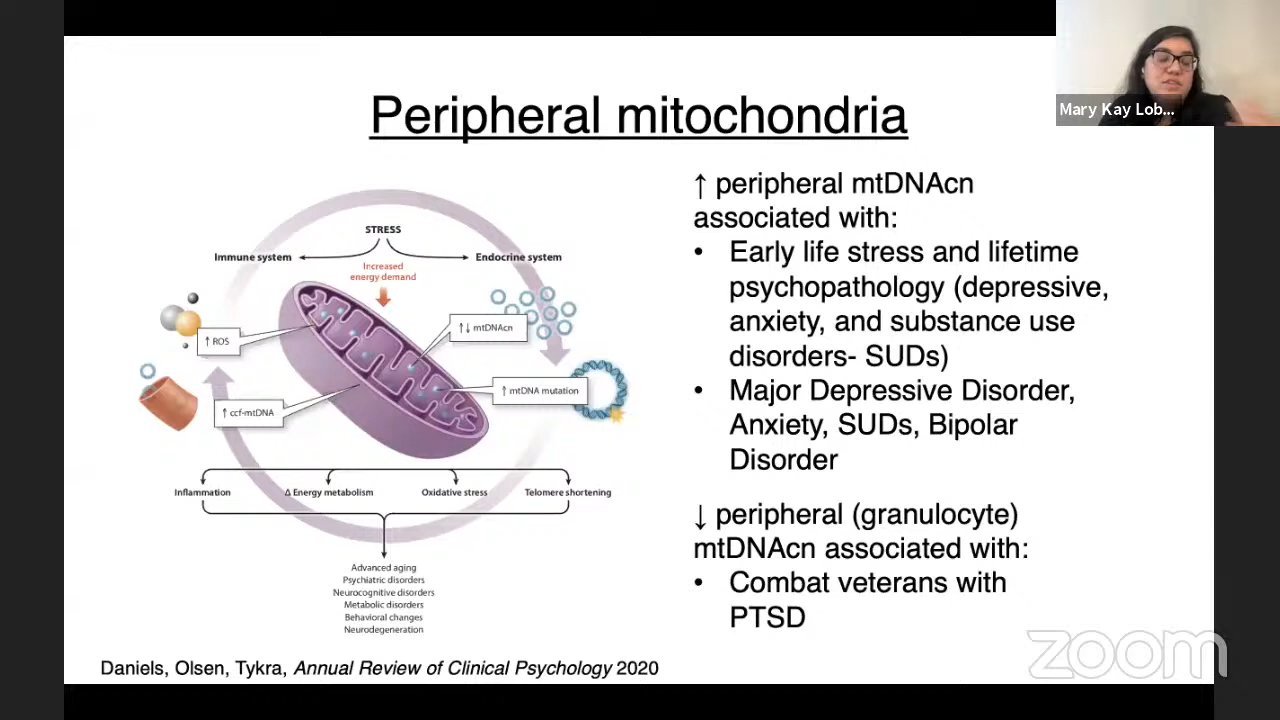 Mary Kay Lob...
Peripheral mitochondria
STRESS
Immune system
Endocrine system
Increased
energy demand
↑ ROS
↑↓ mtDNAcn
↑ mtDNA mutation
↑ ccf-mtDNA
Inflammation
Δ Energy metabolism
Oxidative stress
Telomere shortening
Advanced aging
Psychiatric disorders
Neurocognitive disorders
Metabolic disorders
Behavioral changes
Neurodegeneration
↑ peripheral mtDNAcn
associated with:
• Early life stress and lifetime
psychopathology (depressive,
anxiety, and substance use
disorders- SUDs)
• Major Depressive Disorder,
Anxiety, SUDs, Bipolar
Disorder
↓ peripheral (granulocyte)
mtDNAcn associated with:
• Combat veterans with
PTSD
Daniels, Olsen, Tykra, Annual Review of Clinical Psychology 2020
zoom